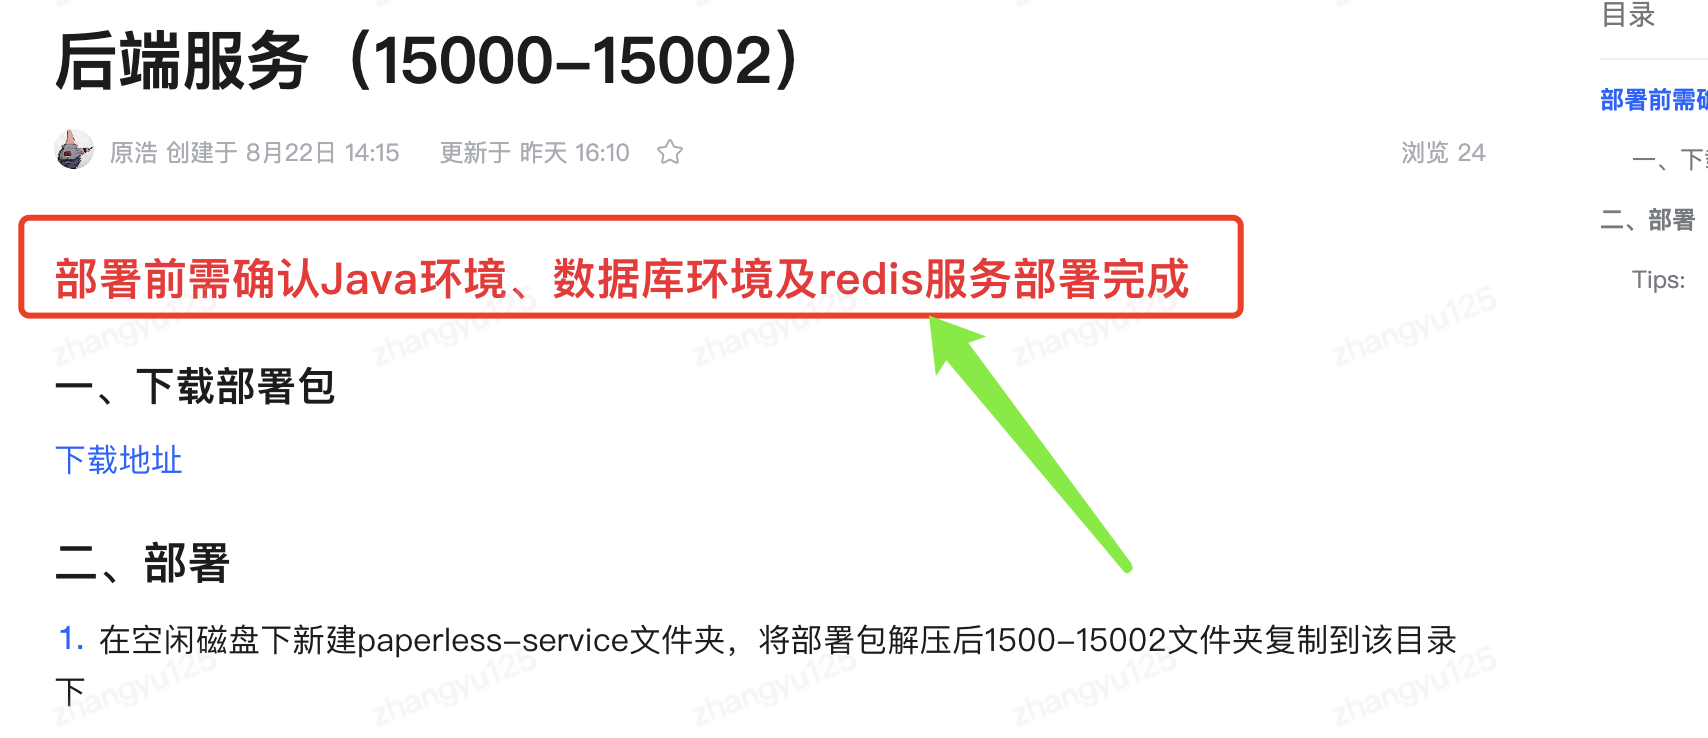 后端服务（15000-15002）
原浩 创建于 8月22日 14:15 更新于 昨天 16:10 浏览 24
部署前需确认Java环境、数据库环境及redis服务部署完成
一、下载部署包
下载地址
二、部署
1. 在空闲磁盘下新建paperless-service文件夹，将部署包解压后1500-15002文件夹复制到该目录
下
目录
部署前需确
一、下载
二、部署
Tips:
zhangyu125 zhangyu125 zhangyu125 zhangyu125 zhangyu125
zhangyu125 zhangyu125 zhangyu125 zhangyu125 zhangyu125